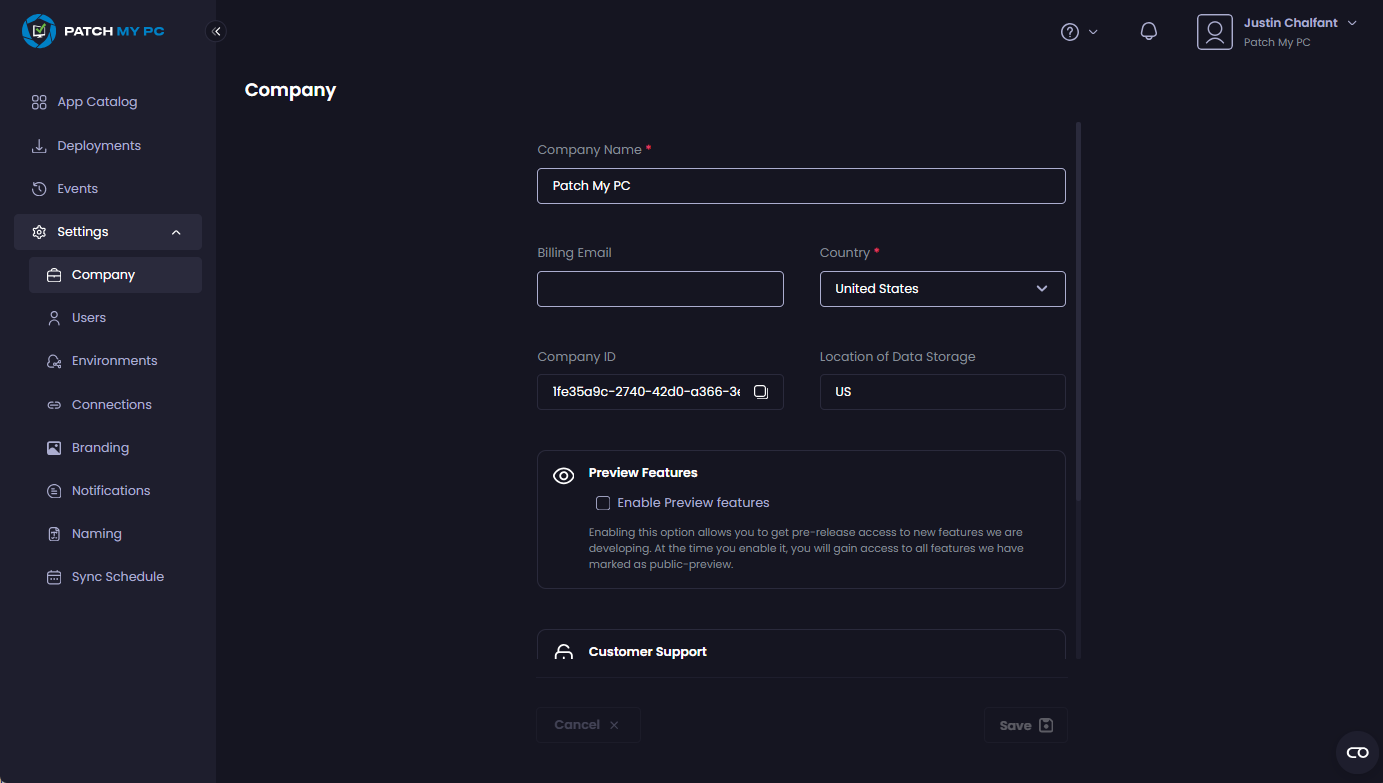 PATCH MY PC
Justin Chalfant
Patch My PC
Company
App Catalog
Deployments
Events
Settings
Company
Users
Environments
Connections
Branding
Notifications
Naming
Sync Schedule
Company Name *
Patch My PC
Billing Email
Country *
United States
Company ID
Location of Data Storage
1fe35a9c-2740-42d0-a366-3e
US
Preview Features
Enable Preview features
Enabling this option allows you to get pre-release access to new features we are
developing. At the time you enable it, you will gain access to all features we have
marked as public-preview.
Customer Support
Cancel
Save